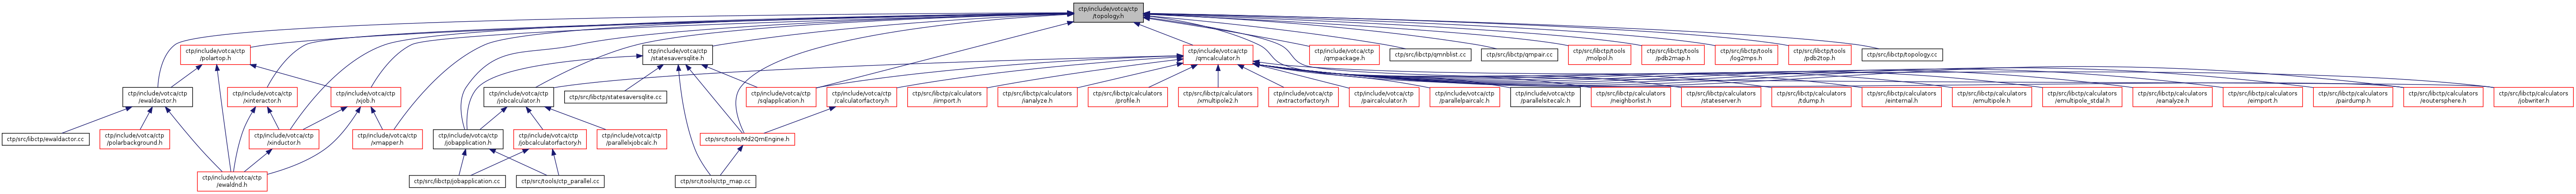 ctp/include/votca/ctp
/topology.h
ctp/include/votca/ctp
/polartop.h
ctp/include/votca/ctp
/statesaversqlite.h
ctp/include/votca/ctp
/qmcalculator.h
ctp/include/votca/ctp
/qmpackage.h
ctp/src/libctp/qmnblist.cc
ctp/src/libctp/qmpair.cc
ctp/src/libctp/tools
/molpol.h
ctp/src/libctp/tools
/pdb2map.h
ctp/src/libctp/tools
/log2mps.h
ctp/src/libctp/tools
/pdb2top.h
ctp/src/libctp/topology.cc
ctp/include/votca/ctp
/ewaldactor.h
ctp/include/votca/ctp
/xinteractor.h
ctp/include/votca/ctp
/xjob.h
ctp/include/votca/ctp
/jobcalculator.h
ctp/src/libctp/statesaversqlite.cc
ctp/include/votca/ctp
/sqlapplication.h
ctp/include/votca/ctp
/calculatorfactory.h
ctp/src/libctp/calculators
/iimport.h
ctp/src/libctp/calculators
/ianalyze.h
ctp/src/libctp/calculators
/profile.h
ctp/src/libctp/calculators
/xmultipole2.h
ctp/include/votca/ctp
/extractorfactory.h
ctp/include/votca/ctp
/paircalculator.h
ctp/include/votca/ctp
/parallelpaircalc.h
ctp/include/votca/ctp
/parallelsitecalc.h
ctp/src/libctp/calculators
/neighborlist.h
ctp/src/libctp/calculators
/stateserver.h
ctp/src/libctp/calculators
/tdump.h
ctp/src/libctp/calculators
/einternal.h
ctp/src/libctp/calculators
/emultipole.h
ctp/src/libctp/calculators
/emultipole_stdal.h
ctp/src/libctp/calculators
/eanalyze.h
ctp/src/libctp/calculators
/eimport.h
ctp/src/libctp/calculators
/pairdump.h
ctp/src/libctp/calculators
/eoutersphere.h
ctp/src/libctp/calculators
/jobwriter.h
ctp/src/libctp/ewaldactor.cc
ctp/include/votca/ctp
/polarbackground.h
ctp/include/votca/ctp
/xinductor.h
ctp/include/votca/ctp
/xmapper.h
ctp/include/votca/ctp
/jobapplication.h
ctp/include/votca/ctp
/jobcalculatorfactory.h
ctp/include/votca/ctp
/parallelxjobcalc.h
ctp/src/tools/Md2QmEngine.h
ctp/include/votca/ctp
/ewaldnd.h
ctp/src/libctp/jobapplication.cc
ctp/src/tools/ctp_parallel.cc
ctp/src/tools/ctp_map.cc